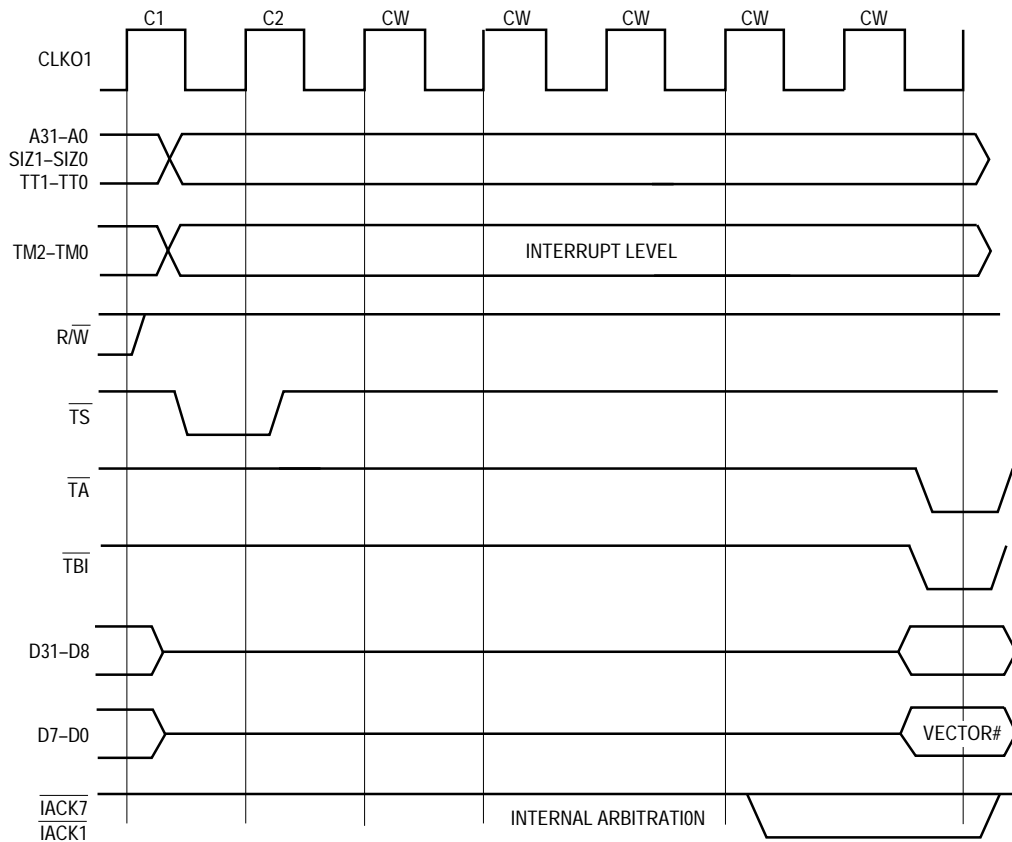 C1 C2 CW CW CW CW CW
CLKO1
A31–A0
SIZ1–SIZ0
TT1–TT0
TM2–TM0 INTERRUPT LEVEL
R/W
TS
TA
TBI
D31–D8
D7–D0 VECTOR#
IACK7
INTERNAL ARBITRATION
IACK1